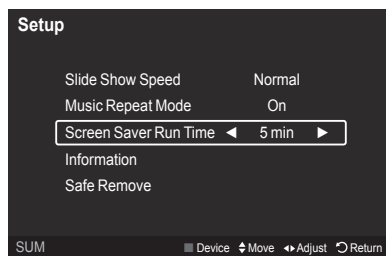 Setup
Slide Show Speed Normal
Music Repeat Mode On
Screen Saver Run Time ◄ 5 min ►
Information
Safe Remove
SUM Device Move Adjust Return